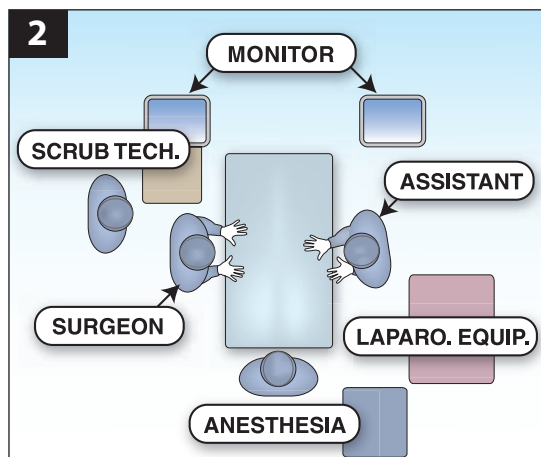 2
MONITOR
SCRUB TECH.
ASSISTANT
SURGEON
LAPARO. EQUIP.
ANESTHESIA